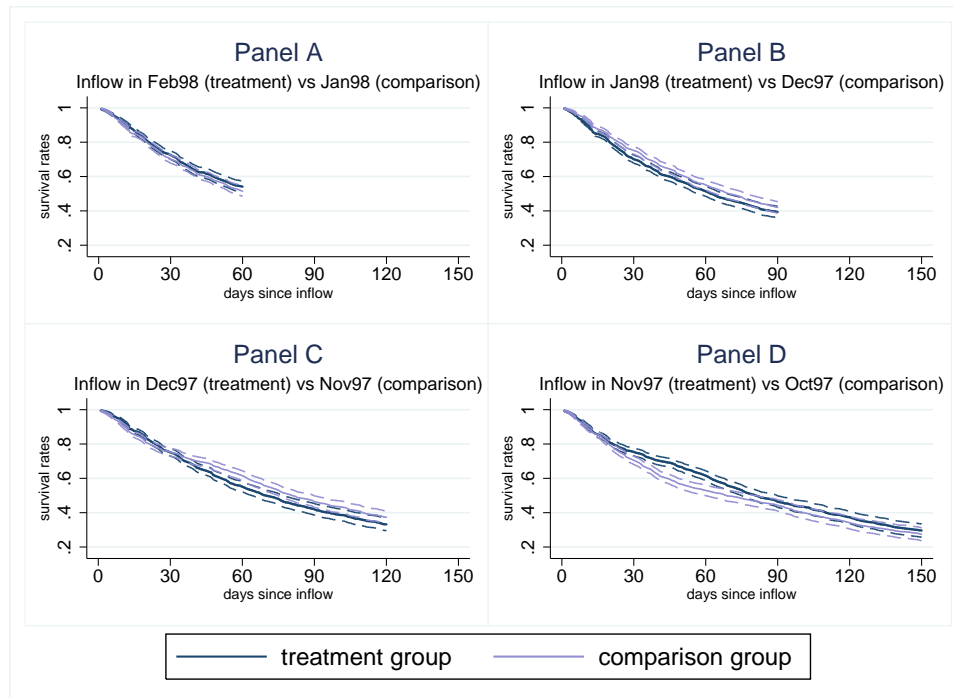 Panel A
Inflow in Feb98 (treatment) vs Jan98 (comparison)
survival rates
1
.8
.6
.4
.2
0 30 60 90 120 150
days since inflow
Panel B
Inflow in Jan98 (treatment) vs Dec97 (comparison)
survival rates
1
.8
.6
.4
.2
0 30 60 90 120 150
days since inflow
Panel C
Inflow in Dec97 (treatment) vs Nov97 (comparison)
survival rates
1
.8
.6
.4
.2
0 30 60 90 120 150
days since inflow
Panel D
Inflow in Nov97 (treatment) vs Oct97 (comparison)
survival rates
1
.8
.6
.4
.2
0 30 60 90 120 150
days since inflow
treatment group comparison group